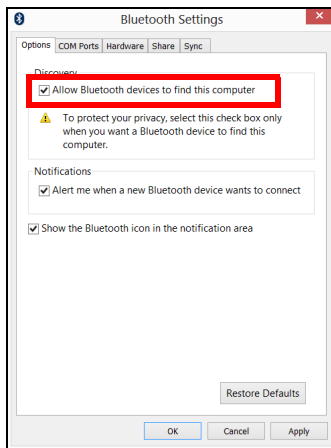 Bluetooth Settings
Options COM Ports Hardware Share Sync
Discovery
Allow Bluetooth devices to find this computer
To protect your privacy, select this check box only
when you want a Bluetooth device to find this
computer.
Notifications
Alert me when a new Bluetooth device wants to connect
Show the Bluetooth icon in the notification area
Restore Defaults
OK Cancel Apply